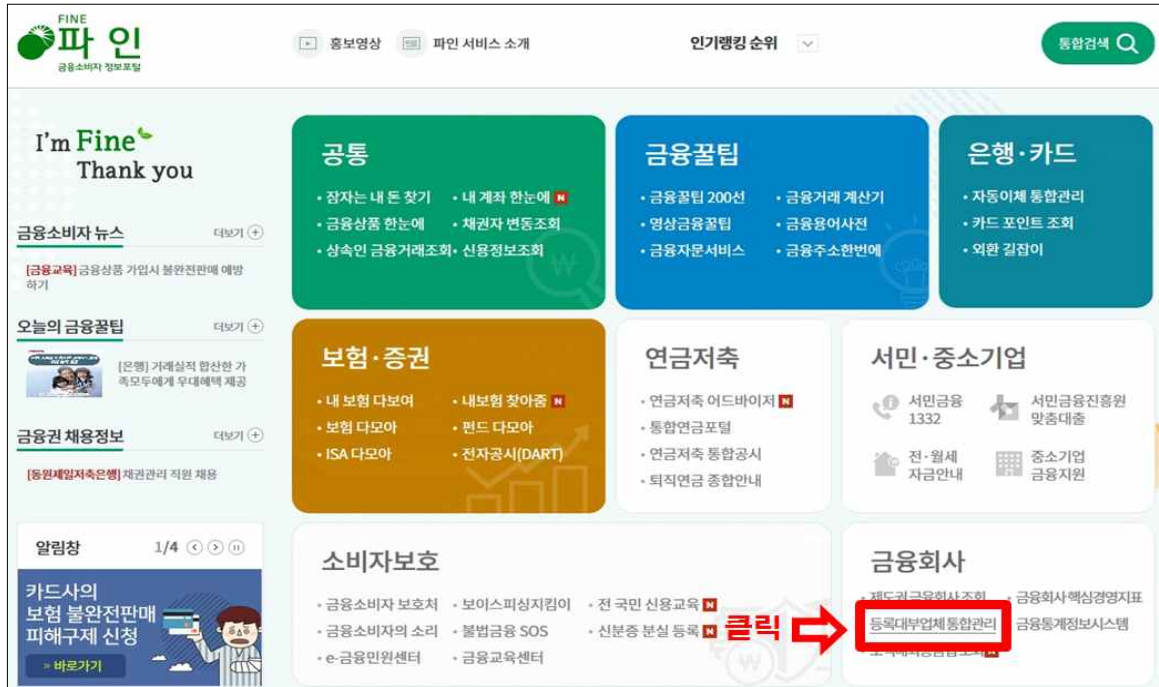 FINE
파인
금융소비자 정보포털
홍보영상
파인 서비스 소개
인기랭킹 순위
통합검색
I'm Fine
Thank you
금융소비자 뉴스
더보기
[금융교육] 금융상품 가입시 불완전판매 예방
하기
오늘의 금융꿀팁
더보기
[은행] 거래실적 합산한 가
족모두에게 우대혜택 제공
금융권 채용정보
더보기
[동원제일저축은행] 채권관리 직원 채용
알림창 1/4
카드사의
보험 불완전판매
피해구제 신청
» 바로가기
공통
• 잠자는 내 돈 찾기 • 내 계좌 한눈에 N
• 금융상품 한눈에 • 채권자 변동조회
• 상속인 금융거래조회 • 신용정보조회
금융꿀팁
• 금융꿀팁 200선 • 금융거래 계산기
• 영상금융꿀팁 • 금융용어사전
• 금융자문서비스 • 금융주소한번에
은행·카드
• 자동이체 통합관리
• 카드 포인트 조회
• 외환 길잡이
보험·증권
• 내 보험 다보여 • 내보험 찾아줌 N
• 보험 다모아 • 펀드 다모아
• ISA 다모아 • 전자공시(DART)
연금저축
• 연금저축 어드바이저 N
• 통합연금포털
• 연금저축 통합공시
• 퇴직연금 종합안내
서민·중소기업
서민금융
1332
서민금융진흥원
맞춤대출
전·월세
자금안내
중소기업
금융지원
소비자보호
• 금융소비자 보호처 • 보이스피싱지킴이 • 전 국민 신용교육 N
• 금융소비자의 소리 • 불법금융 SOS • 신분증 분실 등록 N
• e-금융민원센터 • 금융교육센터
클릭
금융회사
• 제도권 금융회사 조회 • 금융회사 핵심경영지표
등록대부업체 통합관리 금융통계정보시스템
N